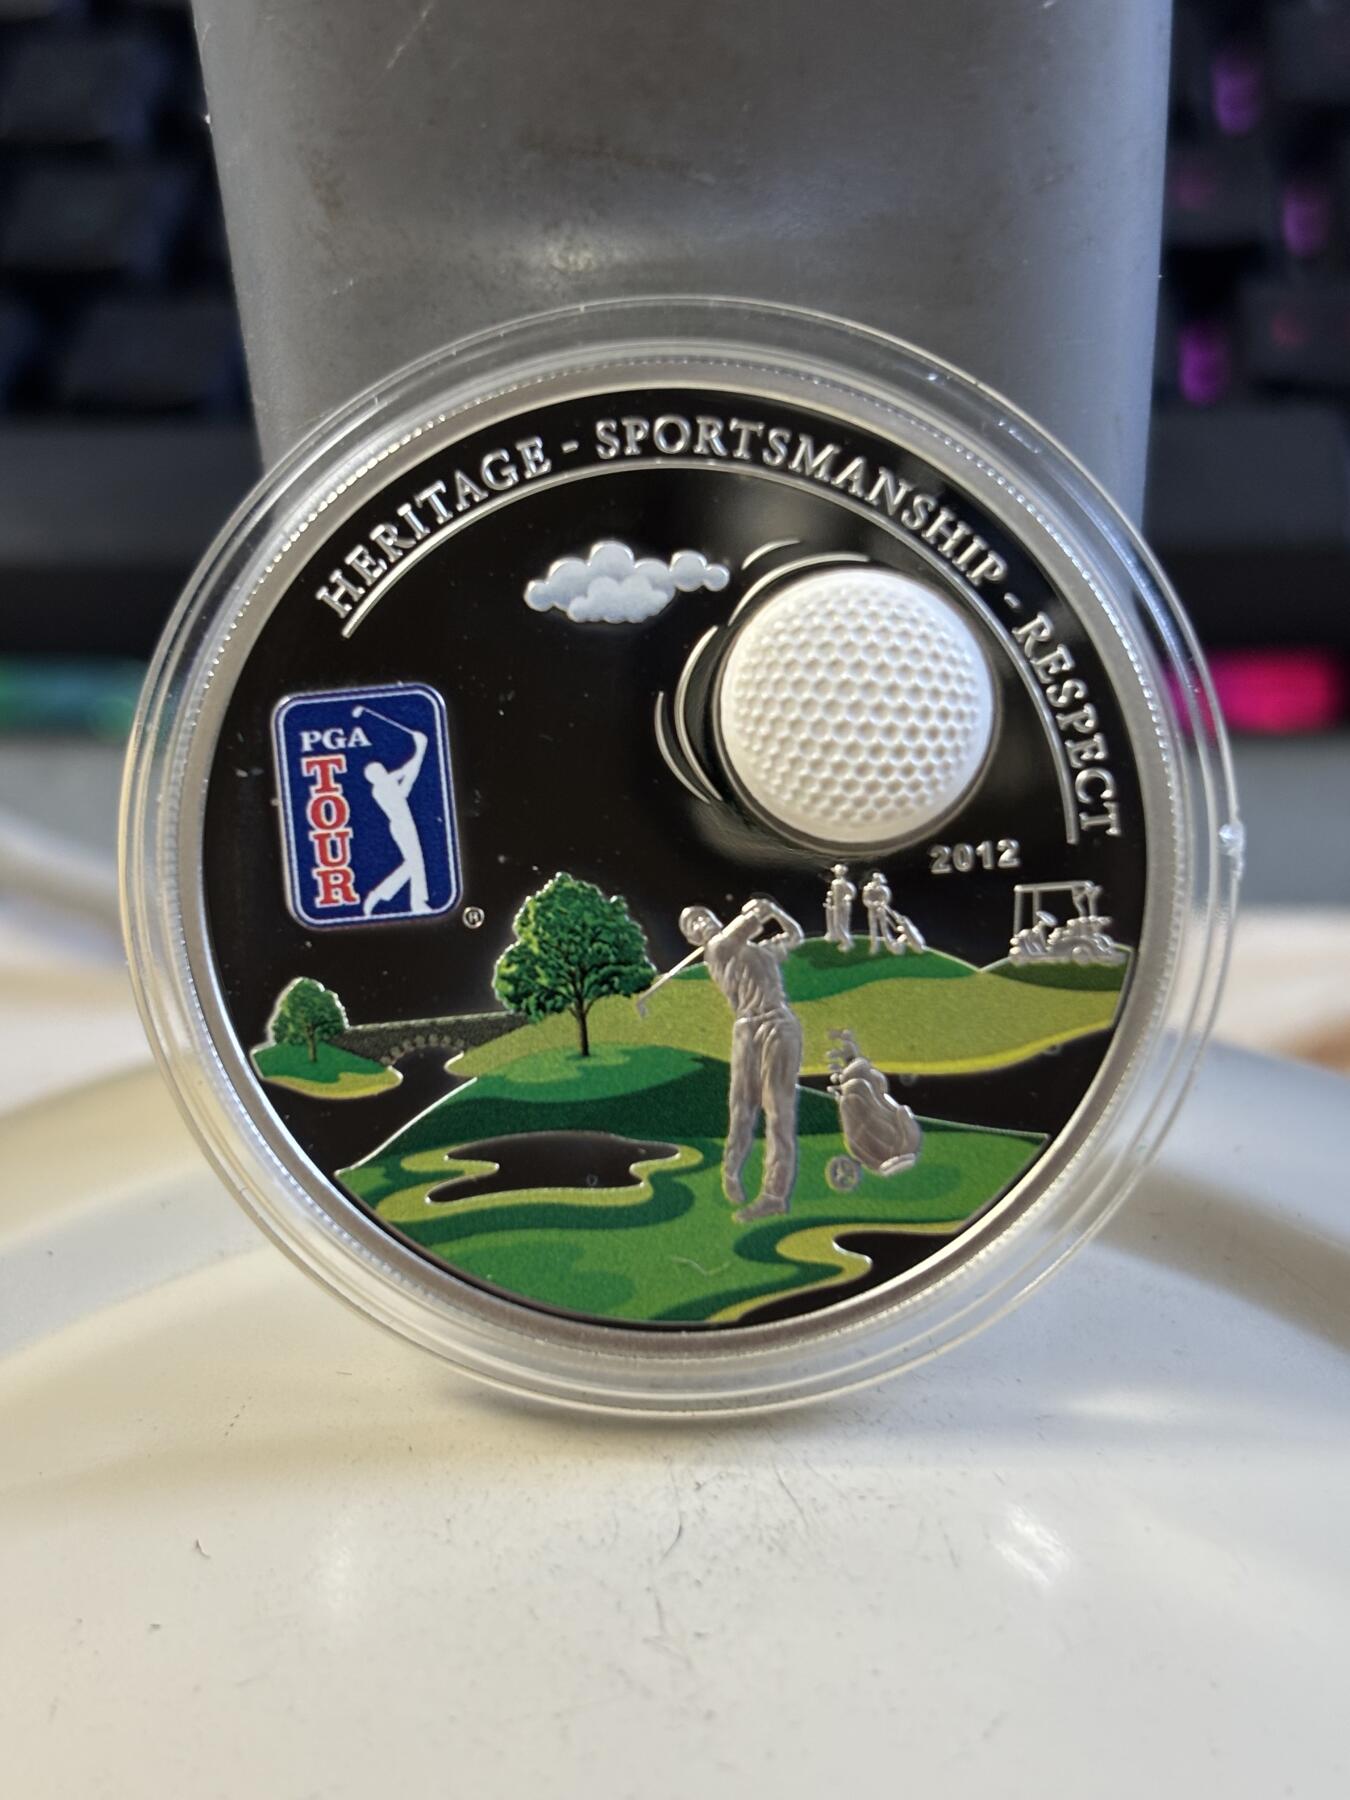 HERITAGE - SPORTSMANSHIP - RESPECT
PGA
TOUR
®
2012